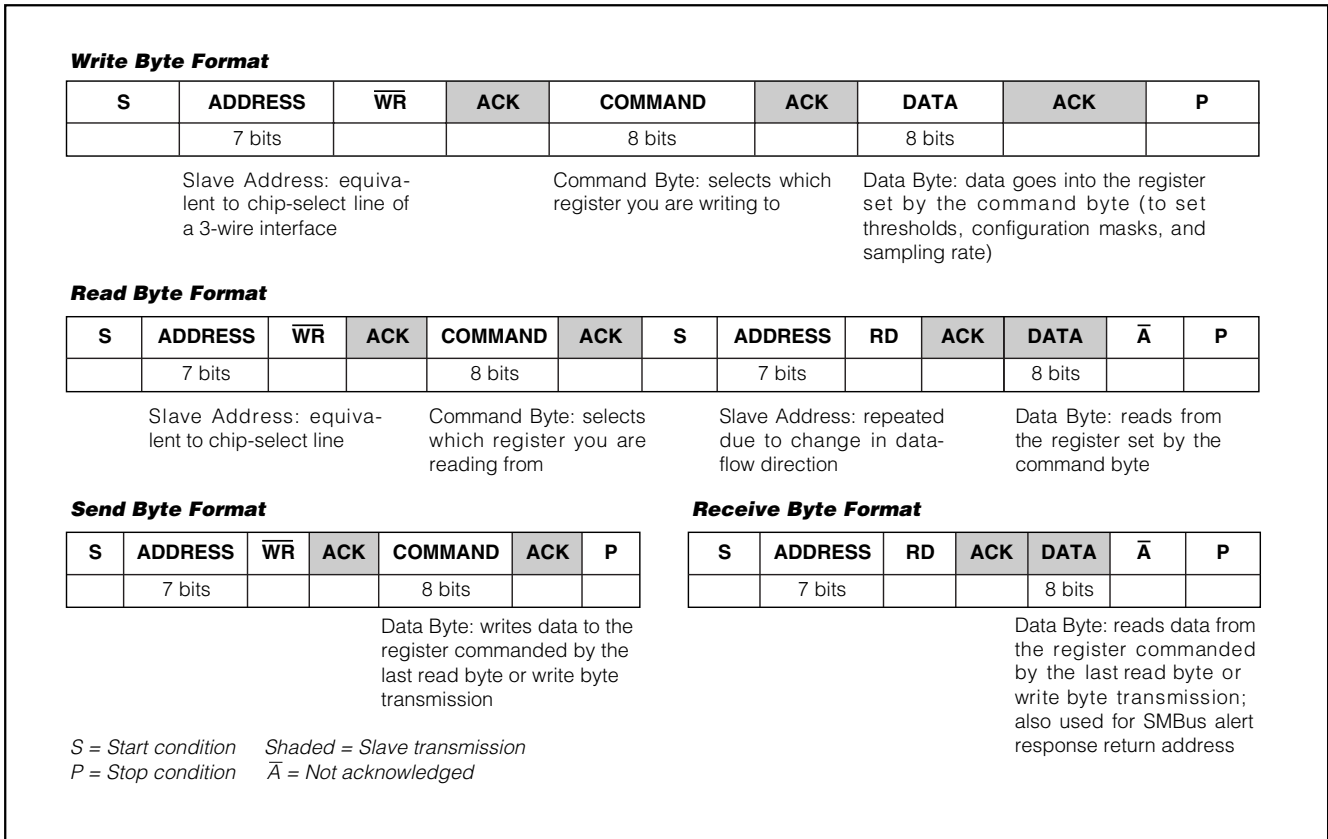 Write Byte Format
S ADDRESS W̅R̅ ACK COMMAND ACK DATA ACK P
7 bits 8 bits 8 bits
Slave Address: equiva-
lent to chip-select line of
a 3-wire interface
Command Byte: selects which
register you are writing to
Data Byte: data goes into the register
set by the command byte (to set
thresholds, configuration masks, and
sampling rate)
Read Byte Format
S ADDRESS W̅R̅ ACK COMMAND ACK S ADDRESS RD ACK DATA A̅ P
7 bits 8 bits 7 bits 8 bits
Slave Address: equiva-
lent to chip-select line
Command Byte: selects
which register you are
reading from
Slave Address: repeated
due to change in data-
flow direction
Data Byte: reads from
the register set by the
command byte
Send Byte Format
S ADDRESS W̅R̅ ACK COMMAND ACK P
7 bits 8 bits
Data Byte: writes data to the
register commanded by the
last read byte or write byte
transmission
Receive Byte Format
S ADDRESS RD ACK DATA A̅ P
7 bits 8 bits
Data Byte: reads data from
the register commanded
by the last read byte or
write byte transmission;
also used for SMBus alert
response return address
S = Start condition Shaded = Slave transmission
P = Stop condition A̅ = Not acknowledged